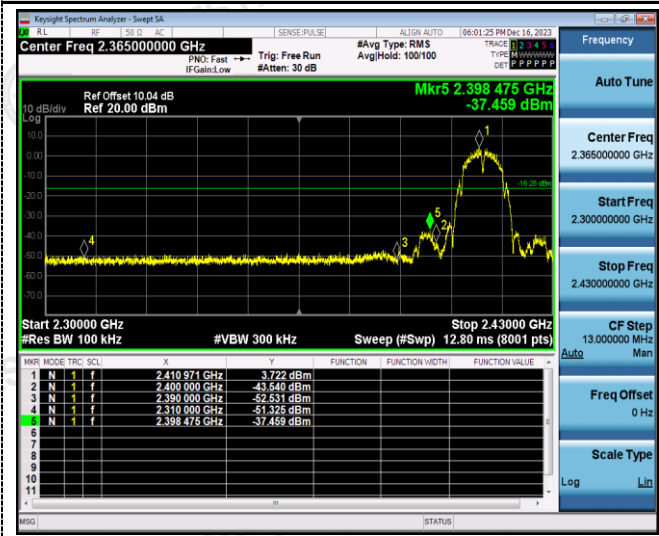 Keysight Spectrum Analyzer - Swept SA
RL RF 50 Ω AC SENSE:PULSE ALIGN AUTO 06:01:25 PM Dec 16, 2023
Center Freq 2.365000000 GHz
PNO: Fast Trig: Free Run
IFGain:Low #Atten: 30 dB
#Avg Type: RMS
Avg|Hold: 100/100
TRACE 1 2 3 4 5 6
TYPE M WWWWW
DET P P P P P P
Frequency
Auto Tune
Center Freq
2.365000000 GHz
Start Freq
2.300000000 GHz
Stop Freq
2.430000000 GHz
CF Step
13.000000 MHz
Auto Man
Freq Offset
0 Hz
Scale Type
Log Lin
Mkr5 2.398 475 GHz
-37.459 dBm
Ref Offset 10.04 dB
10 dB/div Ref 20.00 dBm
Log
10.0
0.00
-10.0
-20.0
-30.0
-40.0
-50.0
-60.0
-70.0
1
-16.28 dBm
5
2
3
4
Start 2.30000 GHz Stop 2.43000 GHz
#Res BW 100 kHz #VBW 300 kHz Sweep (#Swp) 12.80 ms (8001 pts)
MKR MODE TRC SCL X Y FUNCTION FUNCTION WIDTH FUNCTION VALUE
1 N 1 f 2.410 971 GHz 3.722 dBm
2 N 1 f 2.400 000 GHz -43.540 dBm
3 N 1 f 2.390 000 GHz -52.531 dBm
4 N 1 f 2.310 000 GHz -51.325 dBm
5 N 1 f 2.398 475 GHz -37.459 dBm
6
7
8
9
10
11
MSG STATUS